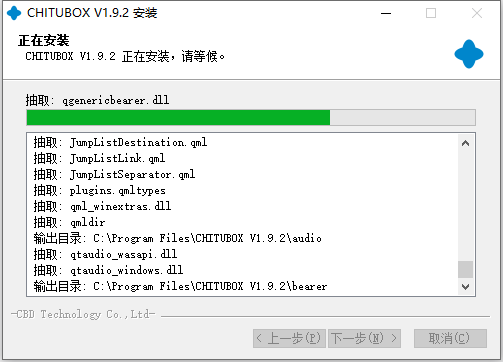 CHITUBOX V1.9.2 安装
正在安装
CHITUBOX V1.9.2 正在安装，请等候。
抽取: qgenericbearer.dll
抽取: JumpListDestination.qml
抽取: JumpListLink.qml
抽取: JumpListSeparator.qml
抽取: plugins.qmltypes
抽取: qml_winextras.dll
抽取: qmldir
输出目录: C:\Program Files\CHITUBOX V1.9.2\audio
抽取: qtaudio_wasapi.dll
抽取: qtaudio_windows.dll
输出目录: C:\Program Files\CHITUBOX V1.9.2\bearer
CBD Technology Co.,Ltd
< 上一步(P) 下一步(N) > 取消(C)